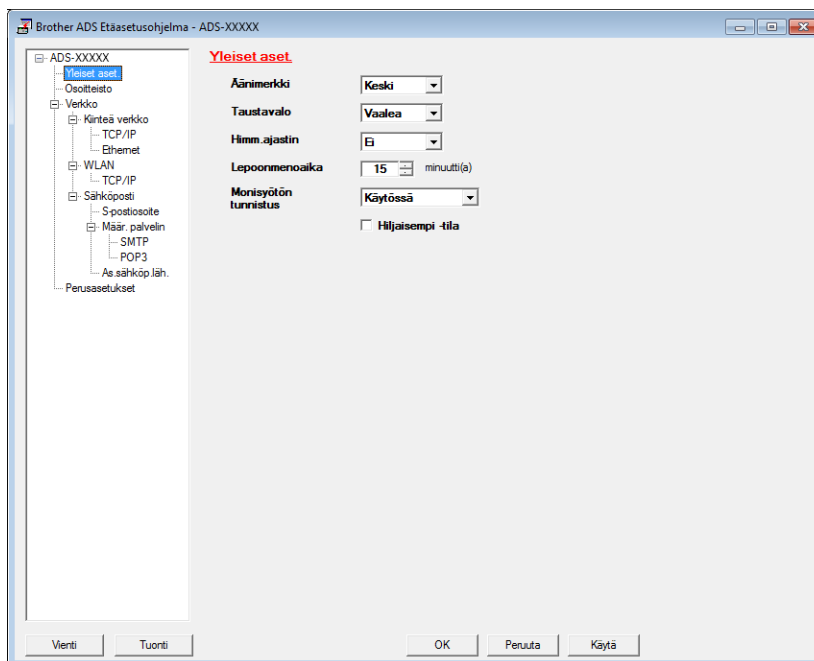 Brother ADS Etäasetusohjelma - ADS-XXXXX
ADS-XXXXX
Yleiset aset.
Osoitteisto
Verkko
Kiinteä verkko
TCP/IP
Ethernet
WLAN
TCP/IP
Sähköposti
S-postiosoite
Määr. palvelin
SMTP
POP3
As.sähköp.läh.
Perusasetukset
Yleiset aset.
Äänimerkki Keski
Taustavalo Vaalea
Himm.ajastin Ei
Lepoonmenoaika 15 minuutti(a)
Monisyötön
tunnistus Käytössä
Hiljaisempi -tila
Vienti Tuonti OK Peruuta Käytä